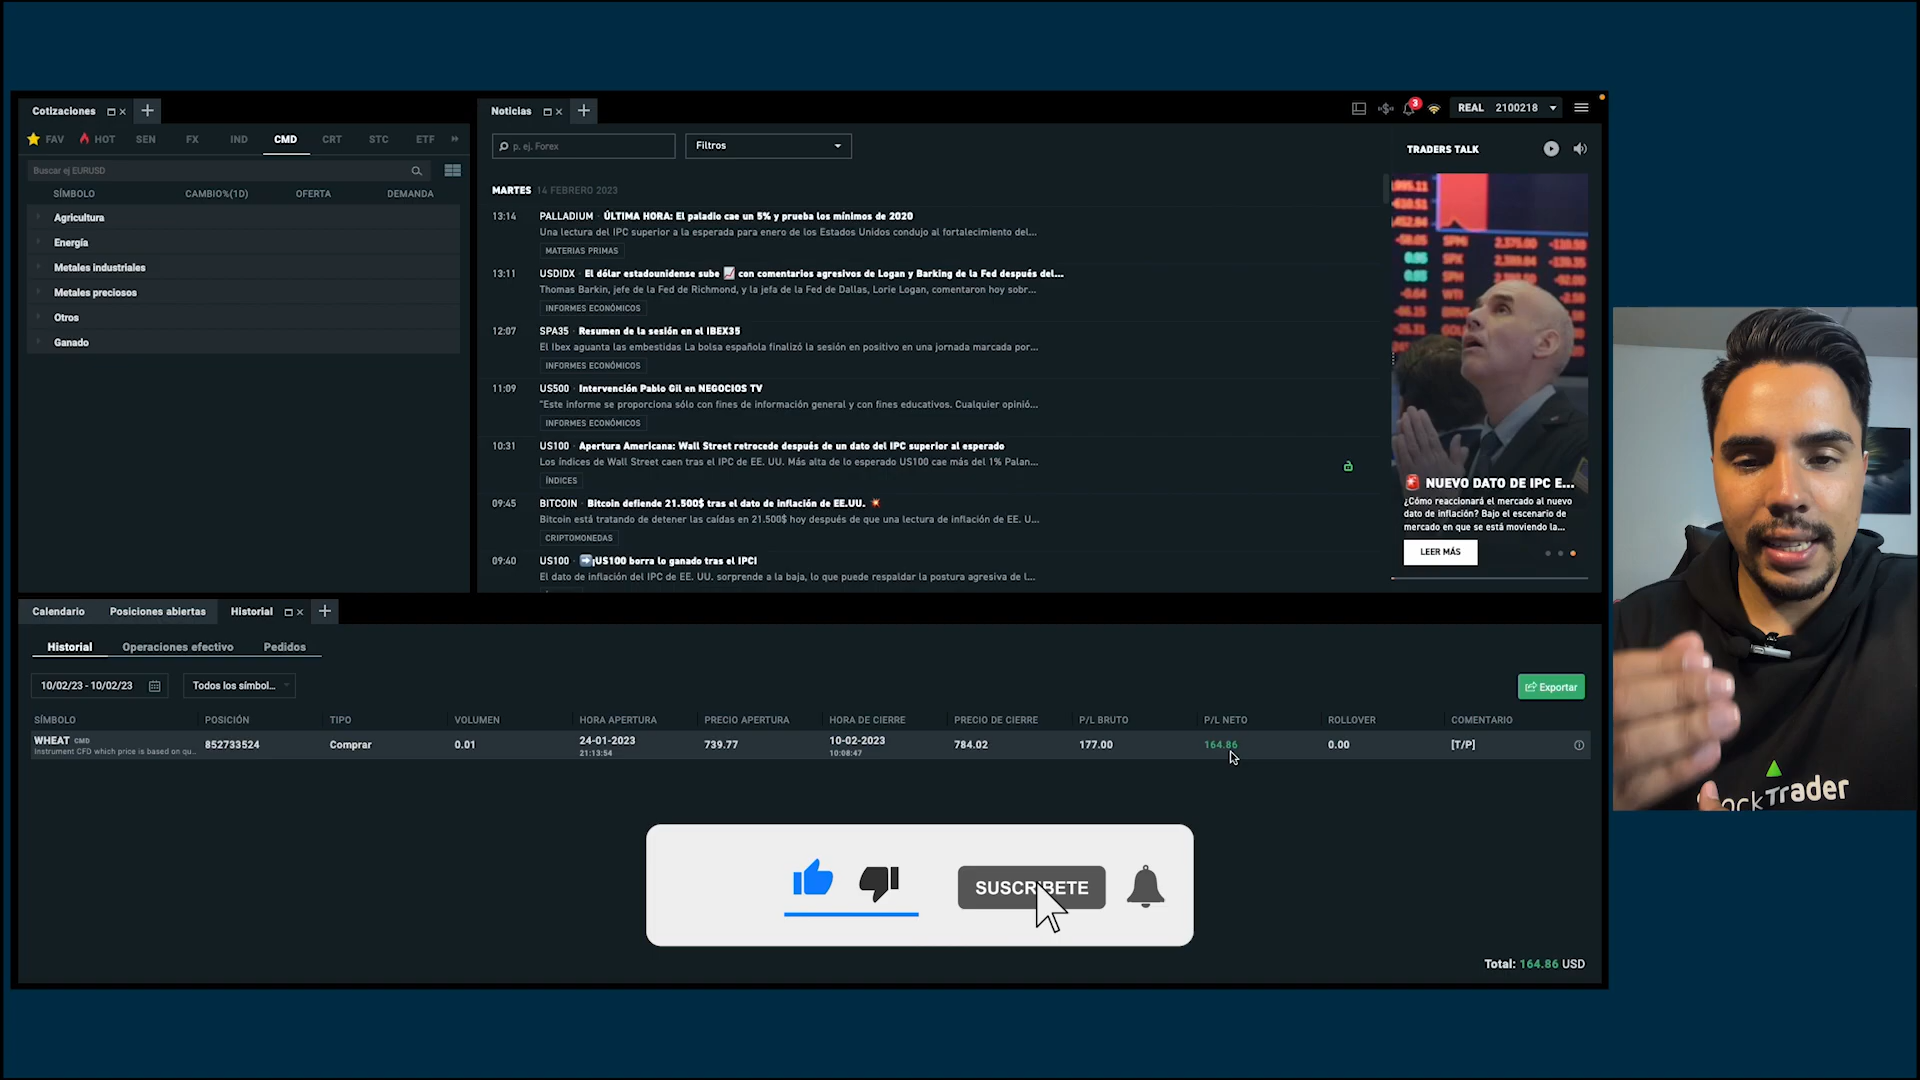 Cotizaciones
FAV HOT SEN FX IND CMD CRT STC ETF
Buscar ej EURUSD
SÍMBOLO CAMBIO%(1D) OFERTA DEMANDA
Agricultura
Energía
Metales industriales
Metales preciosos
Otros
Ganado
Noticias
3 REAL 2100218
p. ej. Forex Filtros
MARTES 14 FEBRERO 2023
13:14 PALLADIUM · ÚLTIMA HORA: El paladio cae un 5% y prueba los mínimos de 2020
Una lectura del IPC superior a la esperada para enero de los Estados Unidos condujo al fortalecimiento del...
MATERIAS PRIMAS
13:11 USDIDX · El dólar estadounidense sube 📈 con comentarios agresivos de Logan y Barking de la Fed después del...
Thomas Barkin, jefe de la Fed de Richmond, y la jefa de la Fed de Dallas, Lorie Logan, comentaron hoy sobr...
INFORMES ECONÓMICOS
12:07 SPA35 · Resumen de la sesión en el IBEX35
El Ibex aguanta las embestidas La bolsa española finalizó la sesión en positivo en una jornada marcada por...
INFORMES ECONÓMICOS
11:09 US500 · Intervención Pablo Gil en NEGOCIOS TV
"Este informe se proporciona sólo con fines de información general y con fines educativos. Cualquier opinió...
INFORMES ECONÓMICOS
10:31 US100 · Apertura Americana: Wall Street retrocede después de un dato del IPC superior al esperado
Los índices de Wall Street caen tras el IPC de EE. UU. Más alta de lo esperado US100 cae más del 1% Palan...
ÍNDICES
09:45 BITCOIN · Bitcoin defiende 21.500$ tras el dato de inflación de EE.UU. 💥
Bitcoin está tratando de detener las caídas en 21.500$ hoy después de que una lectura de inflación de EE. U...
CRIPTOMONEDAS
09:40 US100 · ➡️¡US100 borra lo ganado tras el IPC!
El dato de inflación del IPC de EE. UU. sorprende a la baja, lo que puede respaldar la postura agresiva de l...
TRADERS TALK
🚨 NUEVO DATO DE IPC E...
¿Cómo reaccionará el mercado al nuevo
dato de inflación? Bajo el escenario de
mercado en que se está moviendo la...
LEER MÁS
Calendario Posiciones abiertas Historial
Historial Operaciones efectivo Pedidos
10/02/23 - 10/02/23 Todos los símbol... Exportar
SÍMBOLO POSICIÓN TIPO VOLUMEN HORA APERTURA PRECIO APERTURA HORA DE CIERRE PRECIO DE CIERRE P/L BRUTO P/L NETO ROLLOVER COMENTARIO
WHEAT CMD 852733524 Comprar 0.01 24-01-2023 739.77 10-02-2023 784.02 177.00 164.86 0.00 [T/P]
Instrument CFD which price is based on qu... 21:13:54 10:08:47
SUSCRIBETE
Total: 164.86 USD
ockTrader